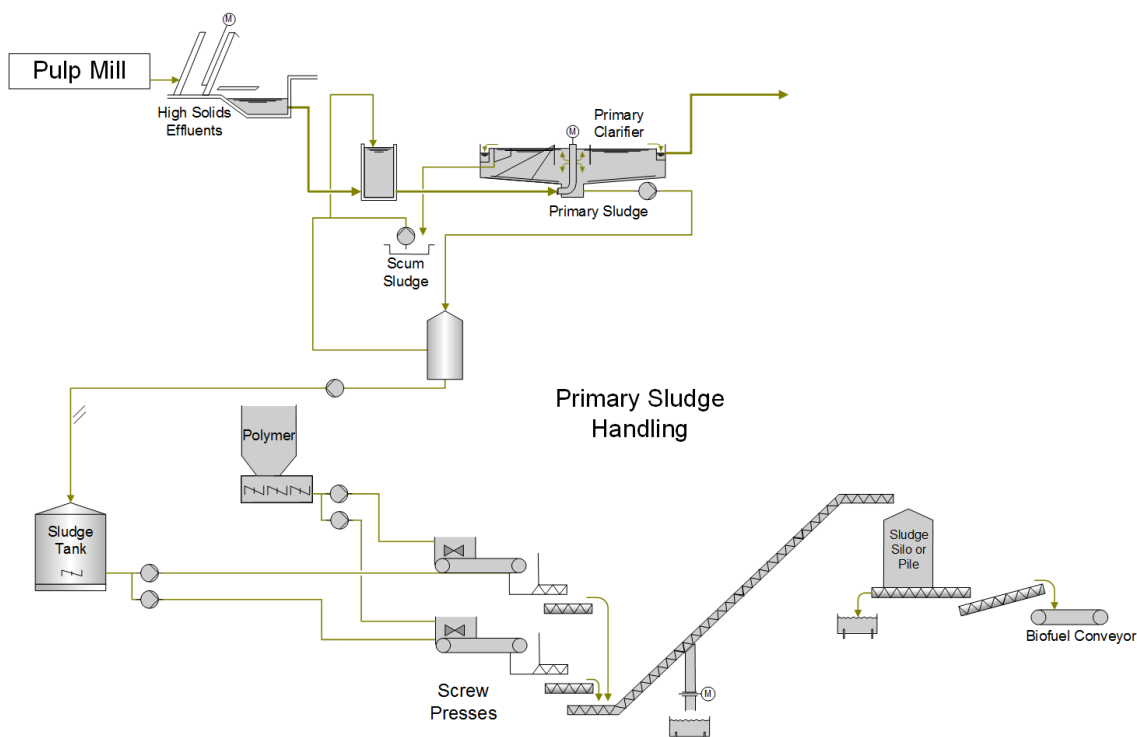 M
Pulp Mill
High Solids
Effluents
Primary
Clarifier
M
Primary Sludge
Scum
Sludge
Primary Sludge
Handling
Polymer
Sludge
Tank
Sludge
Silo or
Pile
Biofuel Conveyor
Screw
Presses
M